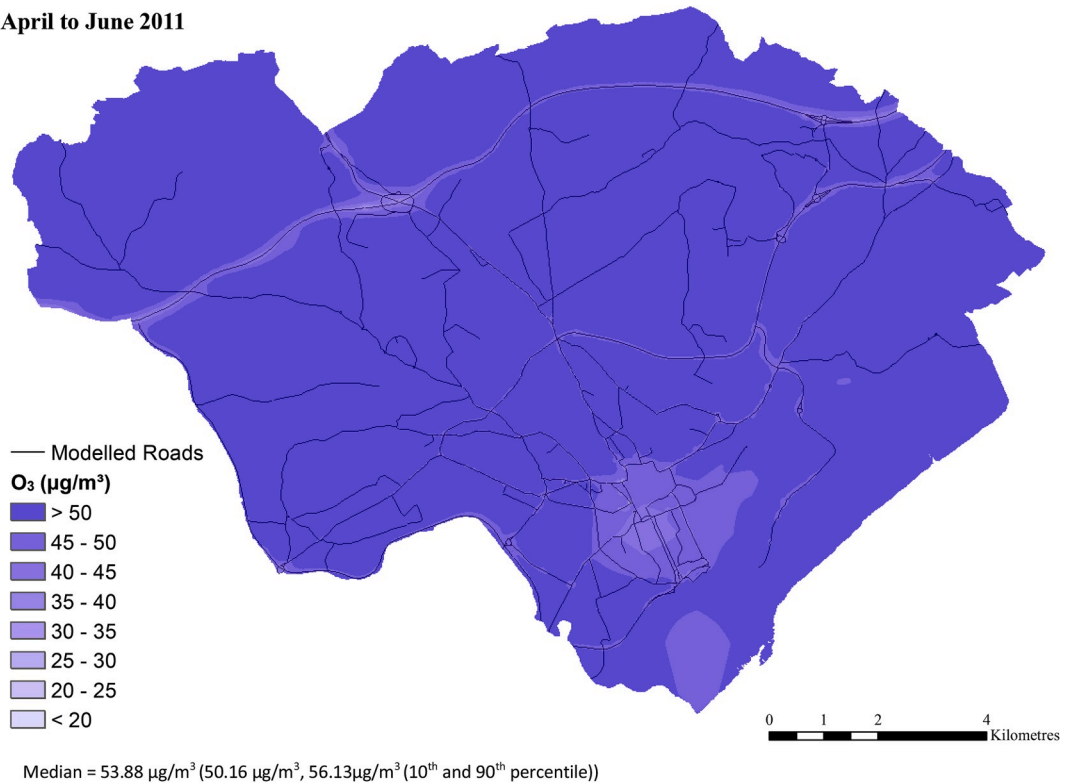 April to June 2011
Modelled Roads
O₃ (µg/m³)
> 50
45 - 50
40 - 45
35 - 40
30 - 35
25 - 30
20 - 25
< 20
0 1 2 4
Kilometres
Median = 53.88 µg/m³ (50.16 µg/m³, 56.13µg/m³ (10th and 90th percentile))